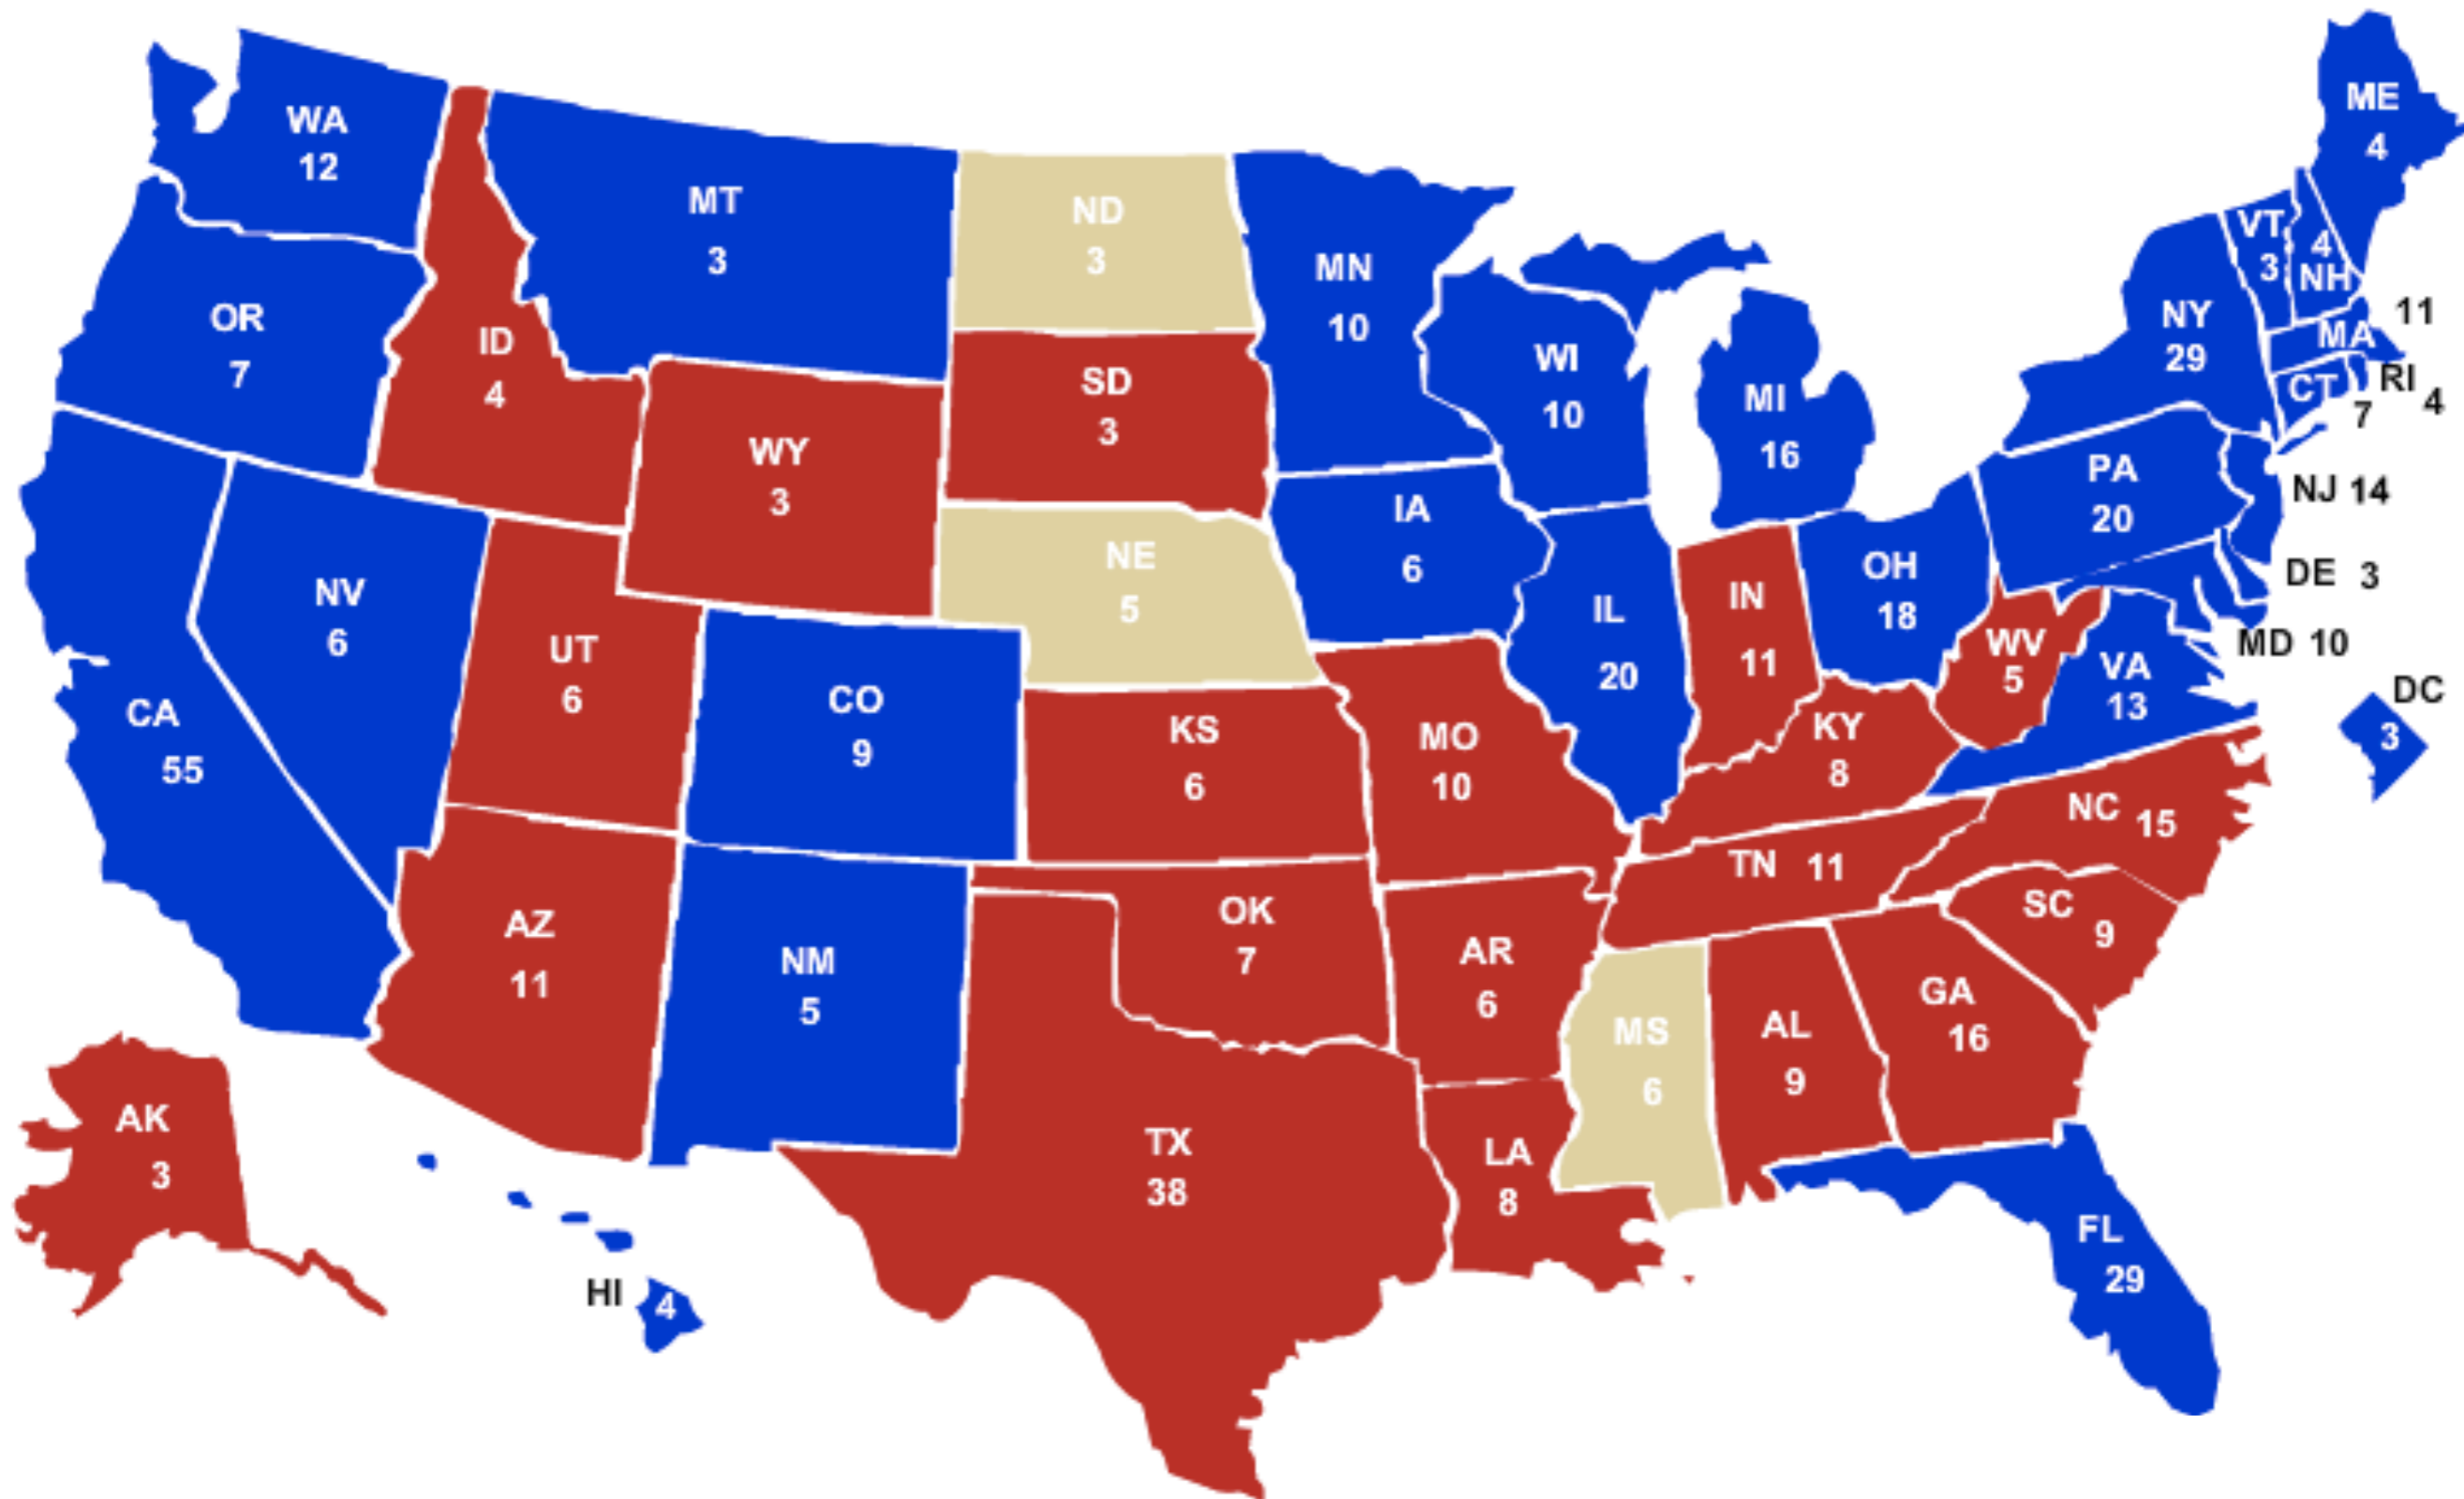 WA
12
OR
7
CA
55
NV
6
ID
4
MT
3
WY
3
UT
6
CO
9
AZ
11
NM
5
AK
3
HI
4
ND
3
SD
3
NE
5
KS
6
OK
7
TX
38
MN
10
IA
6
MO
10
AR
6
LA
8
WI
10
IL
20
MI
16
IN
11
OH
18
KY
8
TN 11
MS
6
AL
9
GA
16
FL
29
SC
9
NC 15
VA
13
WV
5
PA
20
NY
29
VT
3
4
NH
ME
4
11
MA
RI
4
CT
7
NJ 14
DE 3
MD 10
DC
3